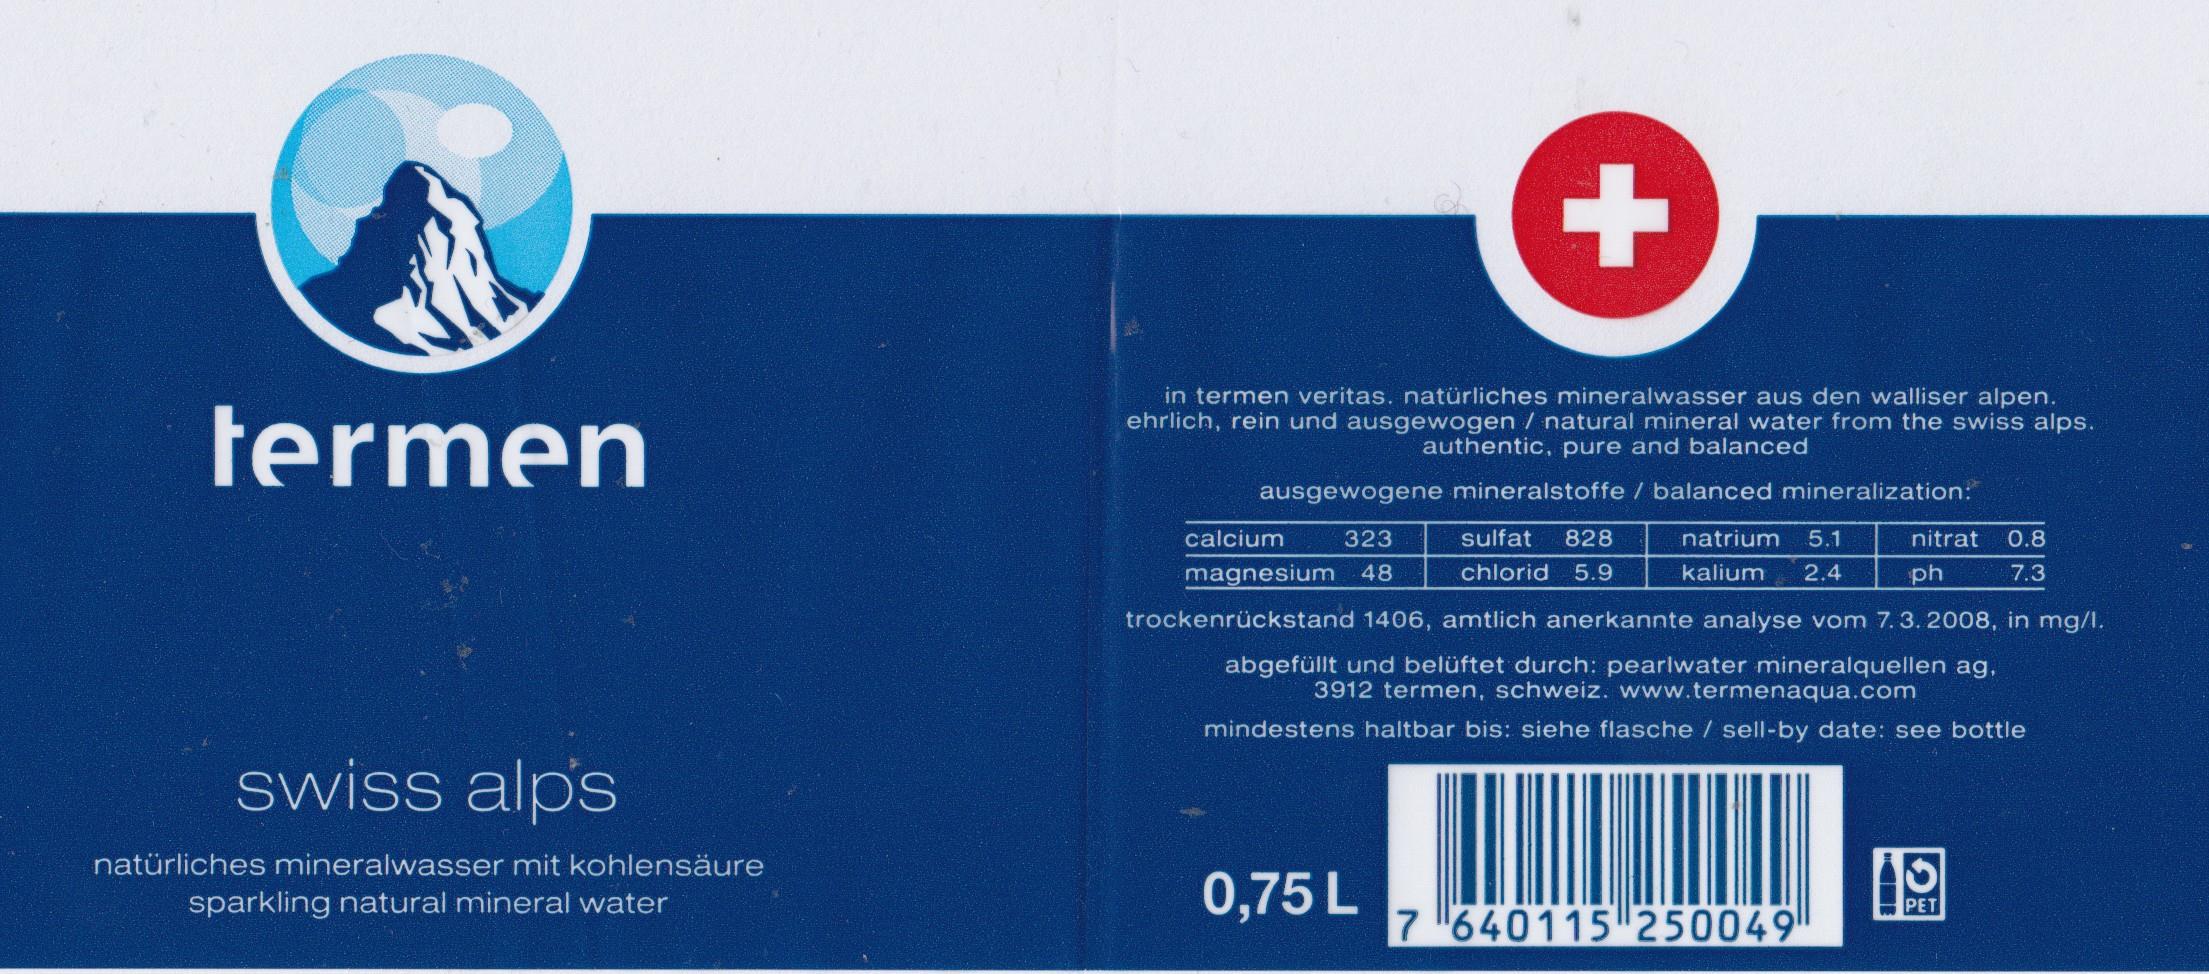 termen
swiss alps
natürliches mineralwasser mit kohlensäure
sparkling natural mineral water
in termen veritas. natürliches mineralwasser aus den walliser alpen.
ehrlich, rein und ausgewogen / natural mineral water from the swiss alps.
authentic, pure and balanced
ausgewogene mineralstoffe / balanced mineralization:
calcium 323 sulfat 828 natrium 5.1 nitrat 0.8
magnesium 48 chlorid 5.9 kalium 2.4 ph 7.3
trockenrückstand 1406, amtlich anerkannte analyse vom 7.3.2008, in mg/l.
abgefüllt und belüftet durch: pearlwater mineralquellen ag,
3912 termen, schweiz. www.termenaqua.com
mindestens haltbar bis: siehe flasche / sell-by date: see bottle
0,75 L
7 640115 250049
PET